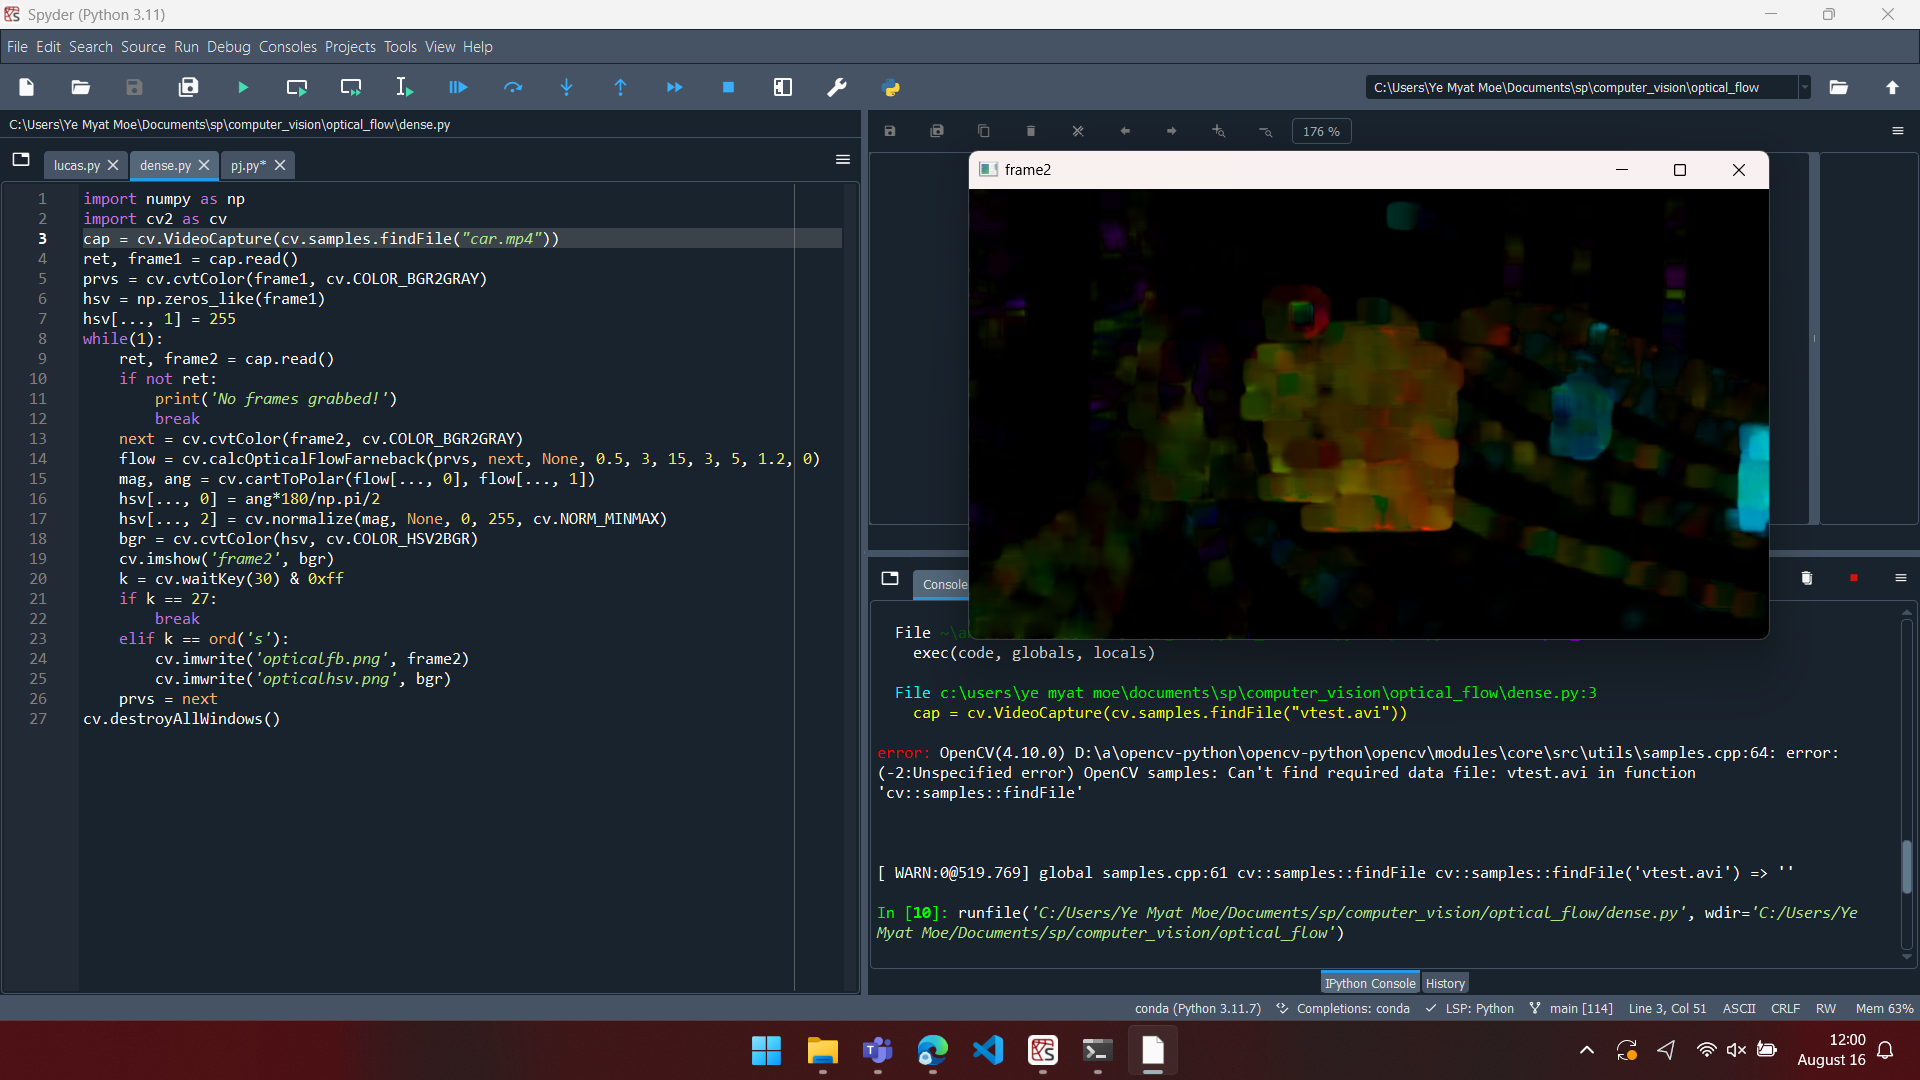 Spyder (Python 3.11)
File Edit Search Source Run Debug Consoles Projects Tools View Help
C:\Users\Ye Myat Moe\Documents\sp\computer_vision\optical_flow
C:\Users\Ye Myat Moe\Documents\sp\computer_vision\optical_flow\dense.py
lucas.py dense.py pj.py*
1 import numpy as np
2 import cv2 as cv
3 cap = cv.VideoCapture(cv.samples.findFile("car.mp4"))
4 ret, frame1 = cap.read()
5 prvs = cv.cvtColor(frame1, cv.COLOR_BGR2GRAY)
6 hsv = np.zeros_like(frame1)
7 hsv[..., 1] = 255
8 while(1):
9 ret, frame2 = cap.read()
10 if not ret:
11 print('No frames grabbed!')
12 break
13 next = cv.cvtColor(frame2, cv.COLOR_BGR2GRAY)
14 flow = cv.calcOpticalFlowFarneback(prvs, next, None, 0.5, 3, 15, 3, 5, 1.2, 0)
15 mag, ang = cv.cartToPolar(flow[..., 0], flow[..., 1])
16 hsv[..., 0] = ang*180/np.pi/2
17 hsv[..., 2] = cv.normalize(mag, None, 0, 255, cv.NORM_MINMAX)
18 bgr = cv.cvtColor(hsv, cv.COLOR_HSV2BGR)
19 cv.imshow('frame2', bgr)
20 k = cv.waitKey(30) & 0xff
21 if k == 27:
22 break
23 elif k == ord('s'):
24 cv.imwrite('opticalfb.png', frame2)
25 cv.imwrite('opticalhsv.png', bgr)
26 prvs = next
27 cv.destroyAllWindows()
176 %
frame2
Console
File
exec(code, globals, locals)
File c:\users\ye myat moe\documents\sp\computer_vision\optical_flow\dense.py:3
cap = cv.VideoCapture(cv.samples.findFile("vtest.avi"))
error: OpenCV(4.10.0) D:\a\opencv-python\opencv-python\opencv\modules\core\src\utils\samples.cpp:64: error:
(-2:Unspecified error) OpenCV samples: Can't find required data file: vtest.avi in function
'cv::samples::findFile'
[ WARN:0@519.769] global samples.cpp:61 cv::samples::findFile cv::samples::findFile('vtest.avi') => ''
In [10]: runfile('C:/Users/Ye Myat Moe/Documents/sp/computer_vision/optical_flow/dense.py', wdir='C:/Users/Ye
Myat Moe/Documents/sp/computer_vision/optical_flow')
IPython Console History
conda (Python 3.11.7) Completions: conda LSP: Python main [114] Line 3, Col 51 ASCII CRLF RW Mem 63%
12:00
August 16